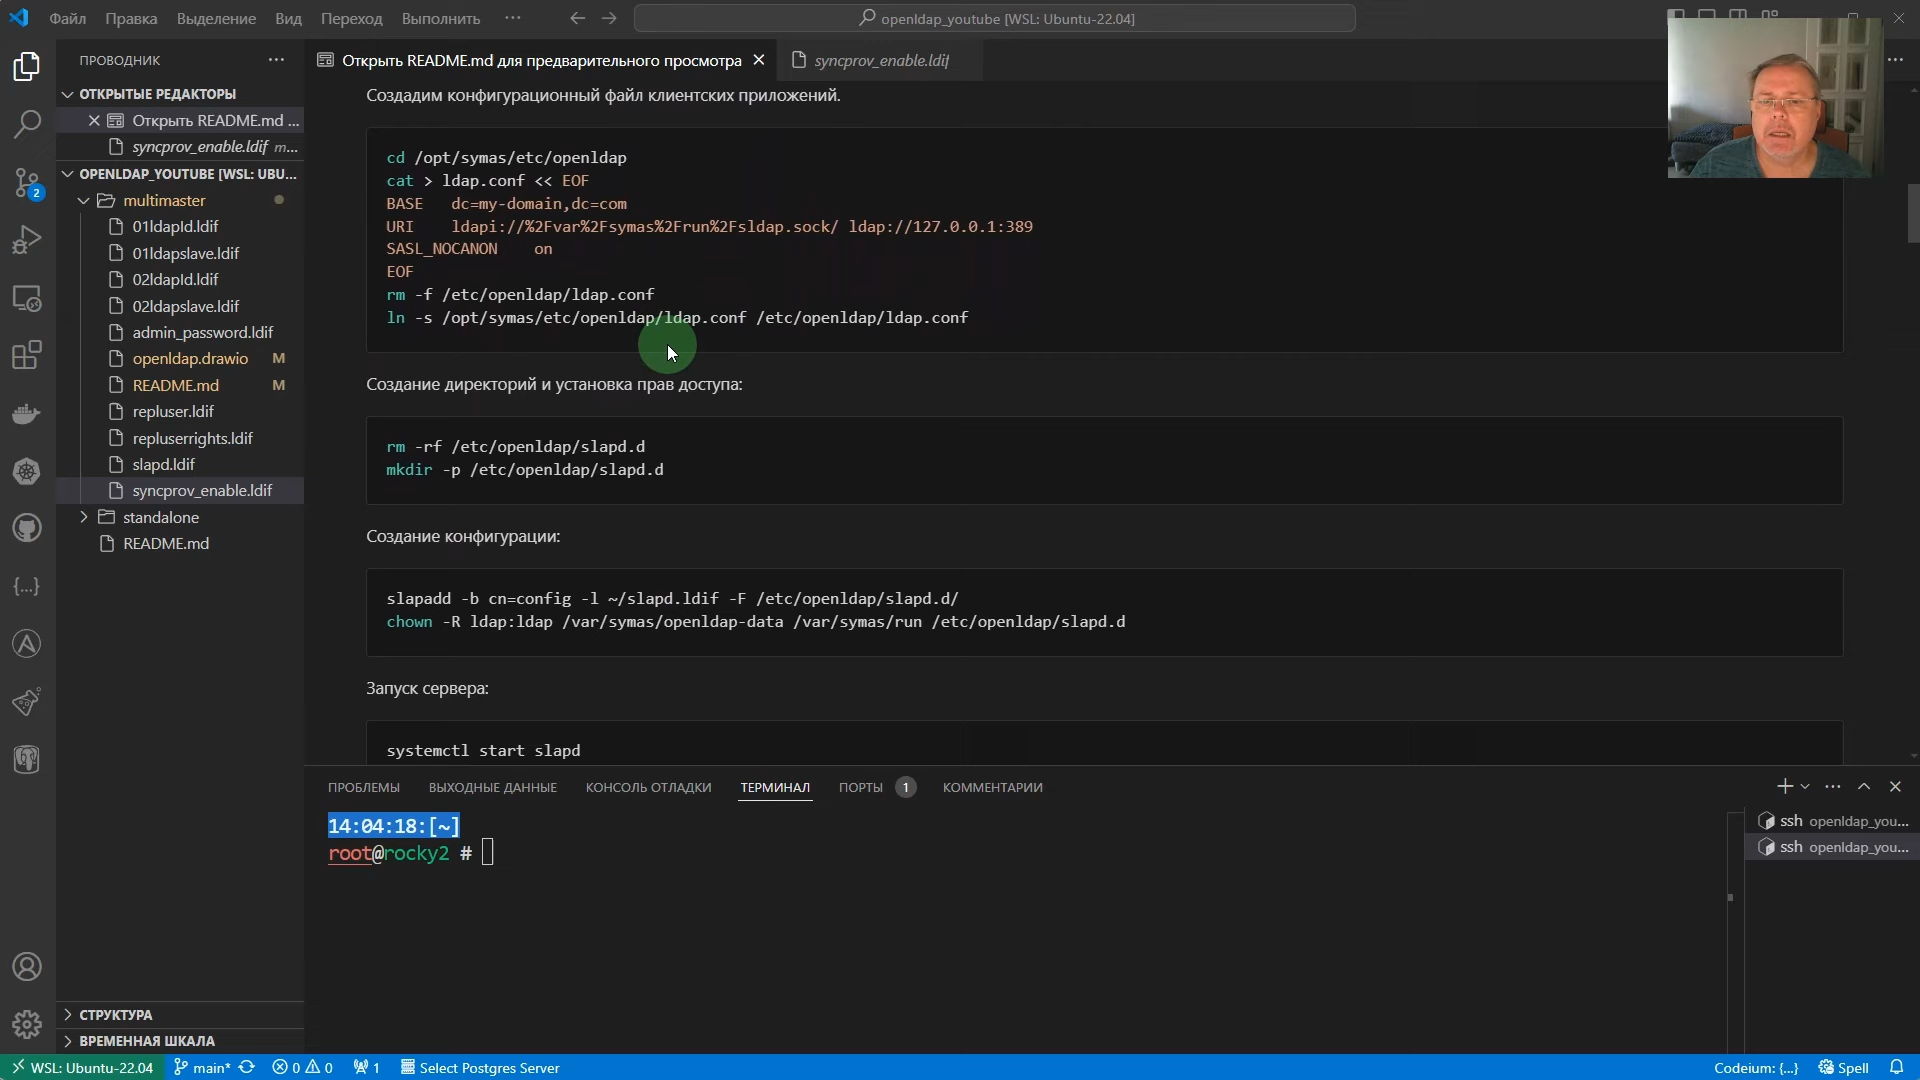 Файл Правка Выделение Вид Переход Выполнить ··· openldap_youtube [WSL: Ubuntu-22.04]
ПРОВОДНИК ···
Открыть README.md для предварительного просмотра
syncprov_enable.ldif
ОТКРЫТЫЕ РЕДАКТОРЫ
Открыть README.md ...
syncprov_enable.ldif m...
OPENLDAP_YOUTUBE [WSL: UBU...
multimaster
01ldapId.ldif
01ldapslave.ldif
02ldapId.ldif
02ldapslave.ldif
admin_password.ldif
openldap.drawio M
README.md M
repluser.ldif
repluserrights.ldif
slapd.ldif
syncprov_enable.ldif
standalone
README.md
СТРУКТУРА
ВРЕМЕННАЯ ШКАЛА
2
Создадим конфигурационный файл клиентских приложений.
cd /opt/symas/etc/openldap
cat > ldap.conf << EOF
BASE dc=my-domain,dc=com
URI ldapi://%2Fvar%2Fsymas%2Frun%2Fsldap.sock/ ldap://127.0.0.1:389
SASL_NOCANON on
EOF
rm -f /etc/openldap/ldap.conf
ln -s /opt/symas/etc/openldap/ldap.conf /etc/openldap/ldap.conf
Создание директорий и установка прав доступа:
rm -rf /etc/openldap/slapd.d
mkdir -p /etc/openldap/slapd.d
Создание конфигурации:
slapadd -b cn=config -l ~/slapd.ldif -F /etc/openldap/slapd.d/
chown -R ldap:ldap /var/symas/openldap-data /var/symas/run /etc/openldap/slapd.d
Запуск сервера:
systemctl start slapd
ПРОБЛЕМЫ ВЫХОДНЫЕ ДАННЫЕ КОНСОЛЬ ОТЛАДКИ ТЕРМИНАЛ ПОРТЫ 1 КОММЕНТАРИИ
14:04:18:[~]
root@rocky2 #
ssh openldap_you...
ssh openldap_you...
WSL: Ubuntu-22.04 main* 0 0 1 Select Postgres Server Codeium: {...} Spell